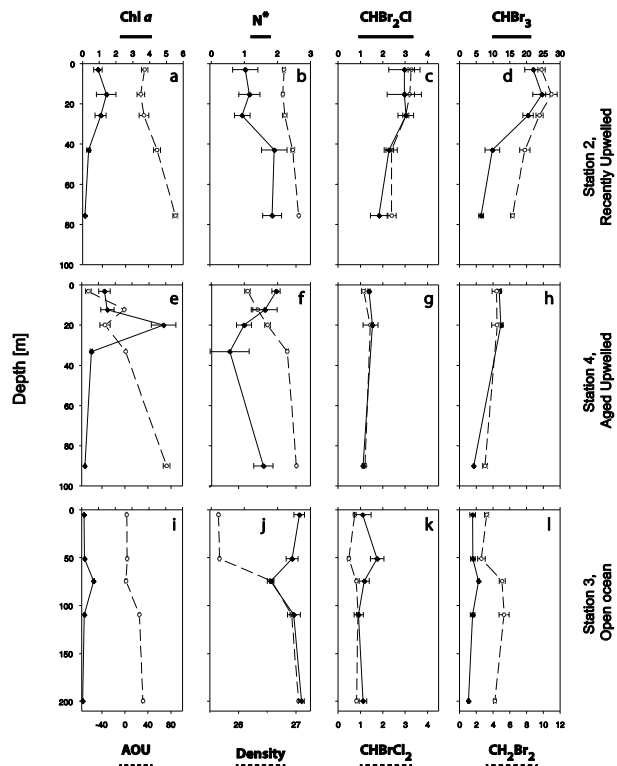 Chl a N* CHBr2Cl CHBr3
0 1 2 3 4 5 6 0 1 2 3 0 1 2 3 4 0 5 10 15 20 25 30
a b c d
0
20
40
60
80
100
Station 2,
Recently Upwelled
e f g h
0
20
40
60
80
100
Station 4,
Aged Upwelled
Depth [m]
i j k l
0
50
100
150
200
Station 3,
Open ocean
-40 0 40 80 26 27 0 1 2 3 4 0 2 4 6 8 10 12
AOU Density CHBrCl2 CH2Br2